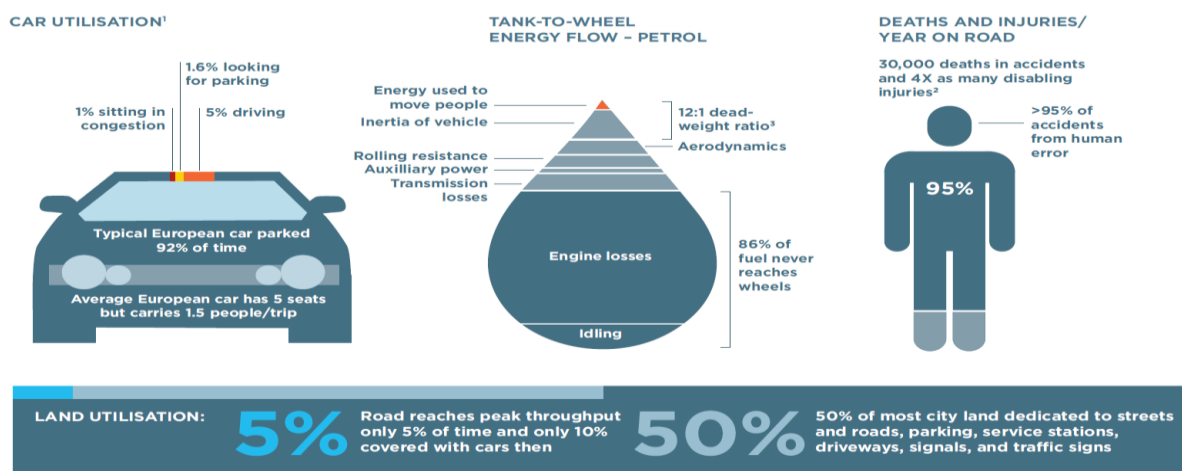 CAR UTILISATION¹
1.6% looking
for parking
1% sitting in
congestion
5% driving
Typical European car parked
92% of time
Average European car has 5 seats
but carries 1.5 people/trip
TANK-TO-WHEEL
ENERGY FLOW – PETROL
Energy used to
move people
Inertia of vehicle
12:1 dead-
weight ratio³
Aerodynamics
Rolling resistance
Auxilliary power
Transmission
losses
Engine losses
86% of
fuel never
reaches
wheels
Idling
DEATHS AND INJURIES/
YEAR ON ROAD
30,000 deaths in accidents
and 4X as many disabling
injuries²
>95% of
accidents
from human
error
95%
LAND UTILISATION:
5%
Road reaches peak throughput
only 5% of time and only 10%
covered with cars then
50%
50% of most city land dedicated to streets
and roads, parking, service stations,
driveways, signals, and traffic signs